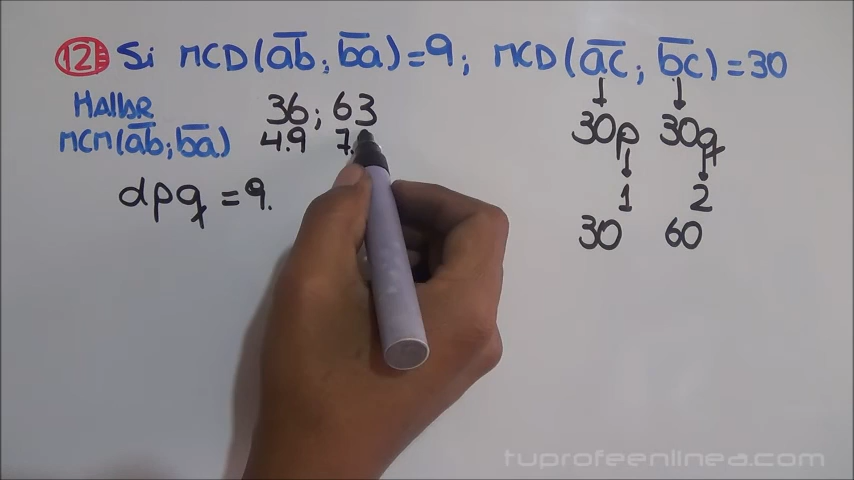 12 Si MCD(ab; ba) = 9; MCD(ac; bc) = 30
Hallar
MCM(ab; ba)
36; 63
4.9 7.
dpq = 9.
30p 30q
1 2
30 60
tuprofeenlinea.com